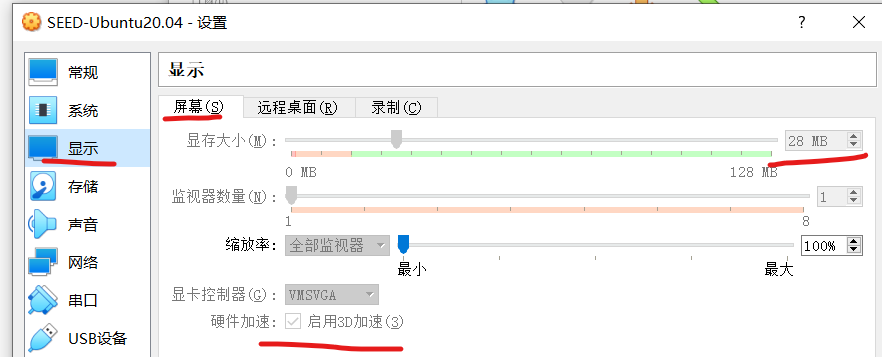 SEED-Ubuntu20.04 - 设置
?
常规
系统
显示
存储
声音
网络
串口
USB设备
显示
屏幕(S) 远程桌面(R) 录制(C)
显存大小(M): 28 MB
0 MB 128 MB
监视器数量(N): 1
1 8
缩放率: 全部监视器 100%
最小 最大
显卡控制器(G): VMSVGA
硬件加速: 启用3D加速(3)